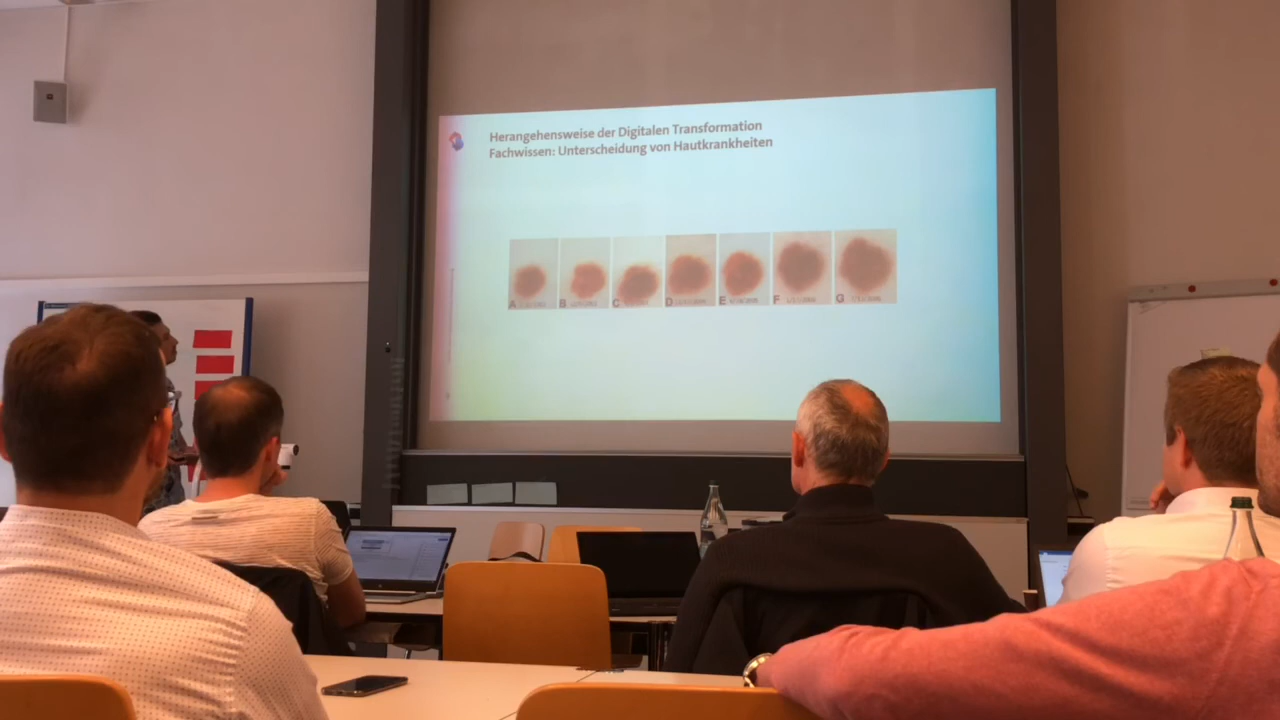 Herangehensweise der Digitalen Transformation
Fachwissen: Unterscheidung von Hautkrankheiten
A
B
C
D
E
F
G